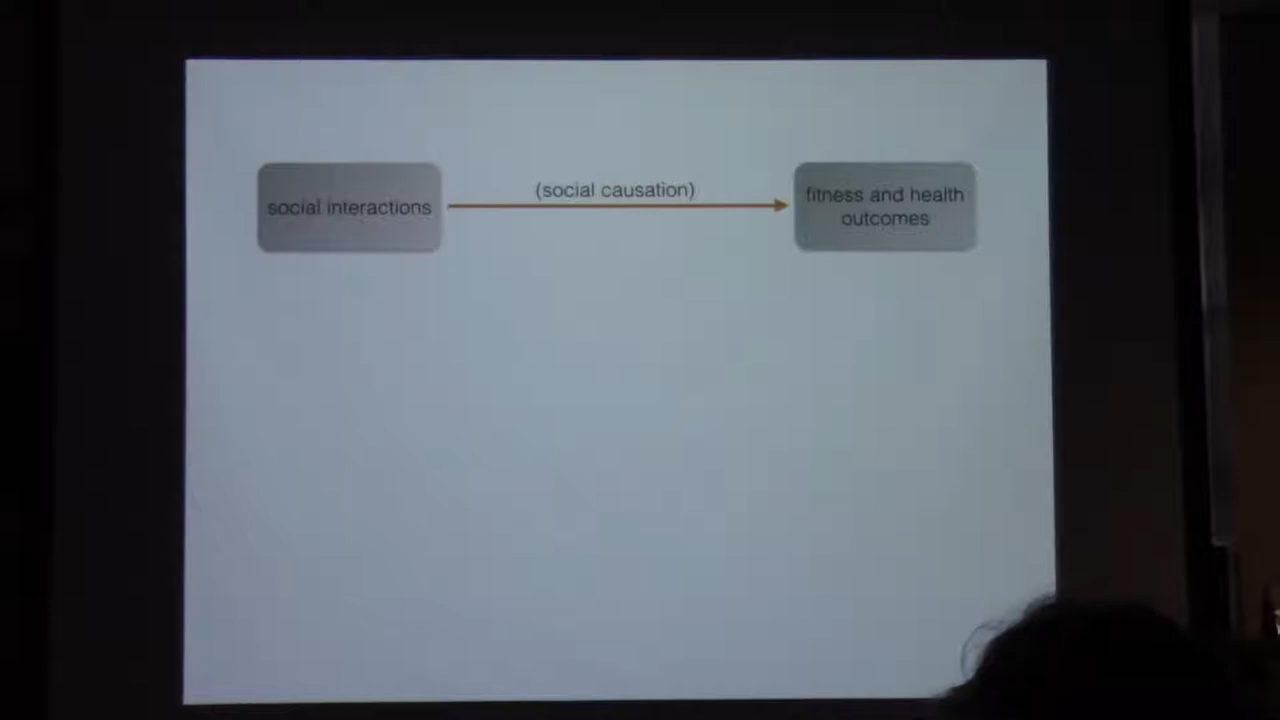 social interactions
(social causation)
fitness and health
outcomes